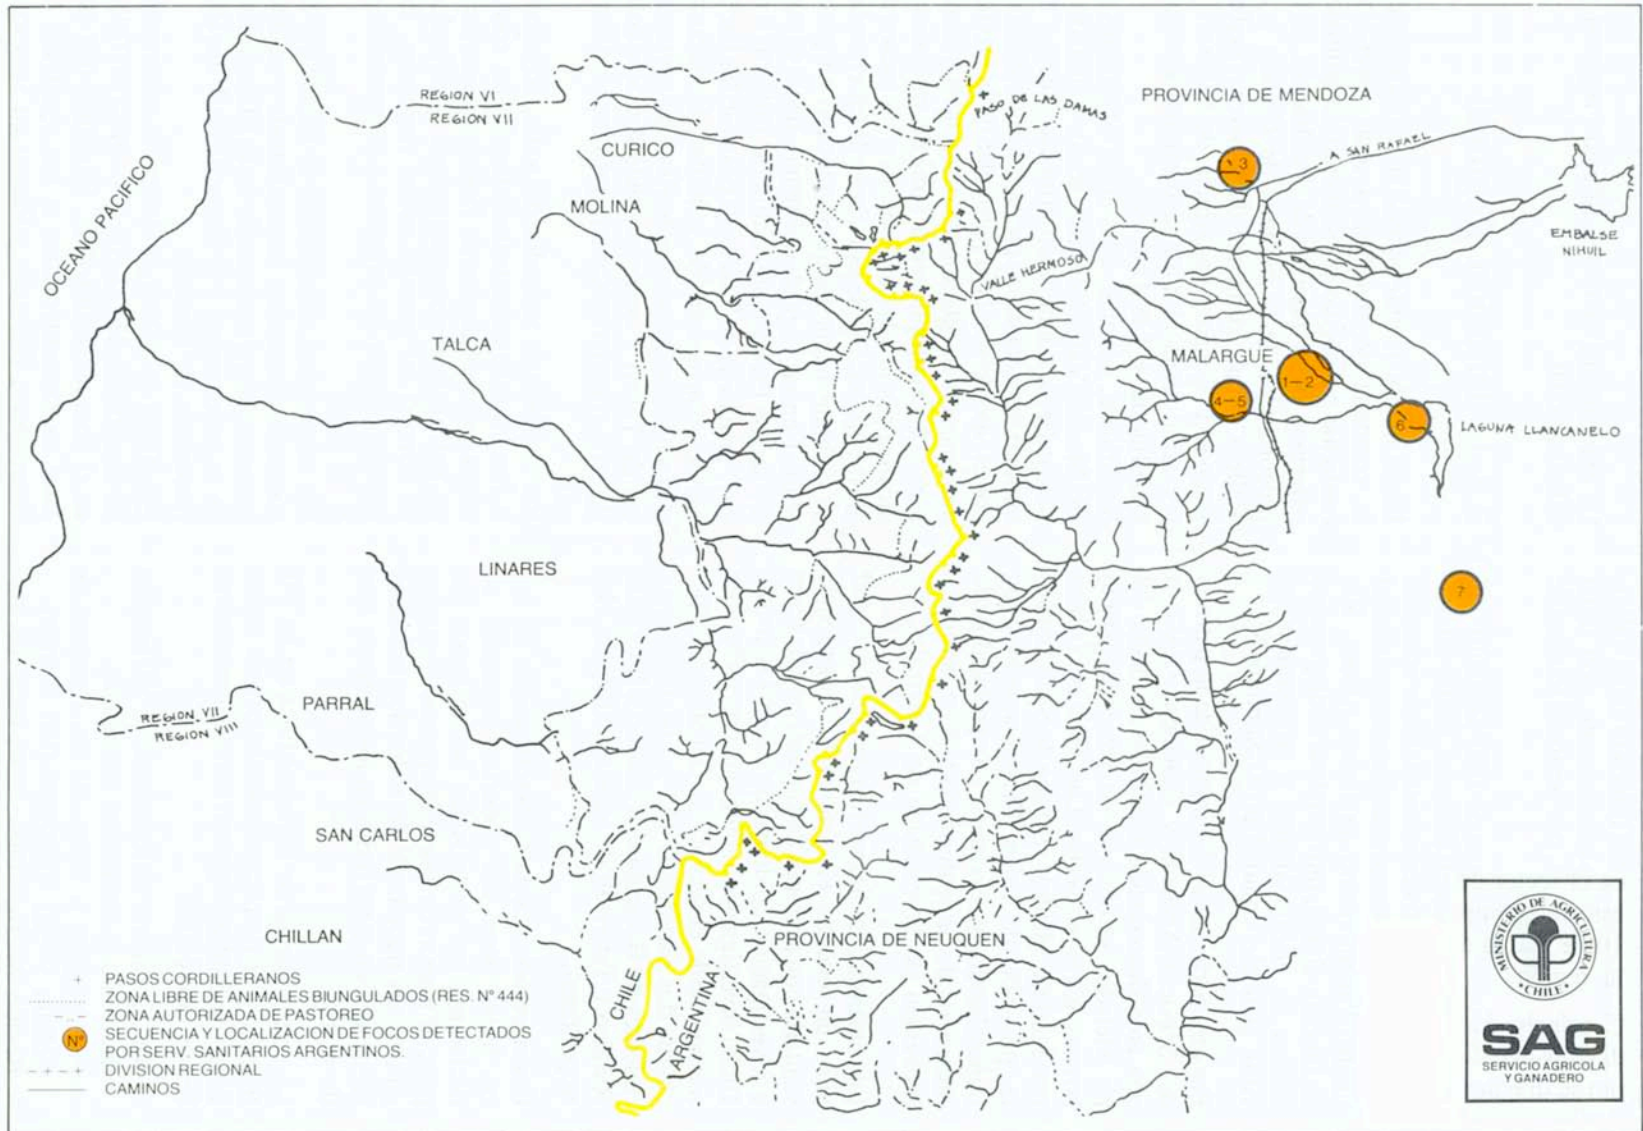 REGION VI
REGION VII
PASO DE LAS DAMAS
PROVINCIA DE MENDOZA
CURICO
3
A SAN RAFAEL
OCEANO PACIFICO
MOLINA
EMBALSE
NIHUIL
VALLE HERMOSO
TALCA
MALARGUE
1-2
4-5
6
LAGUNA LLANCANELO
LINARES
7
REGION VII
REGION VIII
PARRAL
SAN CARLOS
CHILLAN
PROVINCIA DE NEUQUEN
CHILE
ARGENTINA
PASOS CORDILLERANOS
ZONA LIBRE DE ANIMALES BIUNGULADOS (RES. N° 444)
ZONA AUTORIZADA DE PASTOREO
N° SECUENCIA Y LOCALIZACION DE FOCOS DETECTADOS
POR SERV. SANITARIOS ARGENTINOS.
DIVISION REGIONAL
CAMINOS
MINISTERIO DE AGRICULTURA
CHILE
SAG
SERVICIO AGRICOLA
Y GANADERO